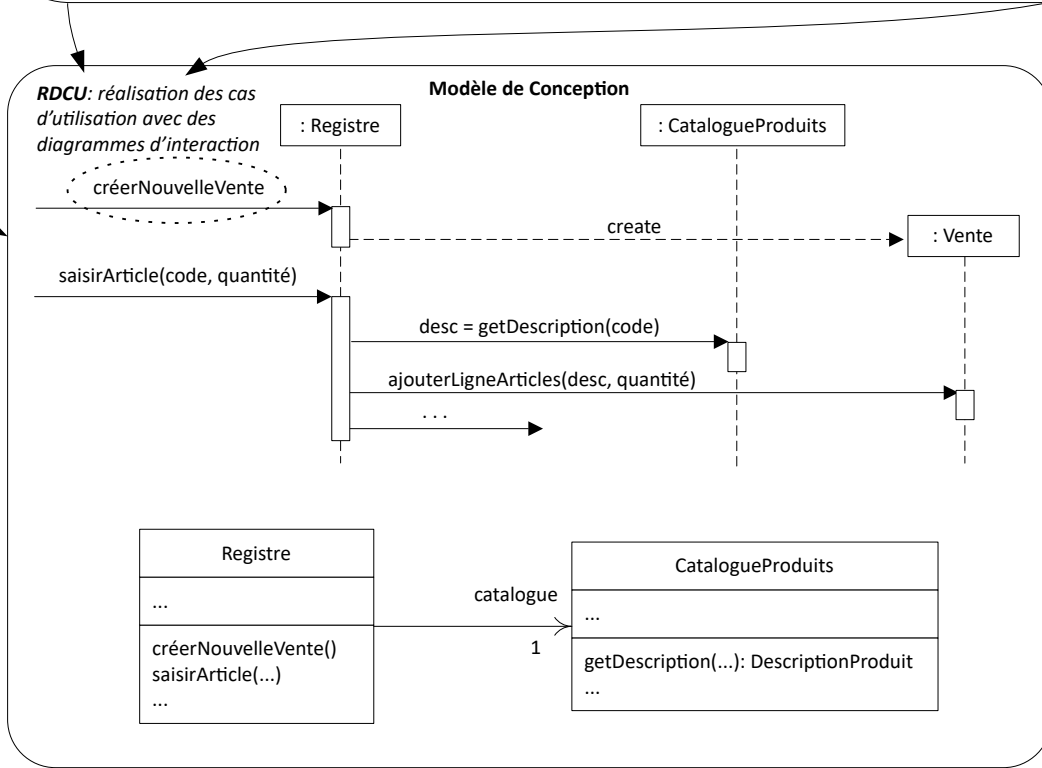 Modèle de Conception
RDCU: réalisation des cas
d'utilisation avec des
diagrammes d'interaction
: Registre
: CatalogueProduits
créerNouvelleVente
create
: Vente
saisirArticle(code, quantité)
desc = getDescription(code)
ajouterLigneArticles(desc, quantité)
. . .
Registre
...
créerNouvelleVente()
saisirArticle(...)
...
catalogue
1
CatalogueProduits
...
getDescription(...): DescriptionProduit
...